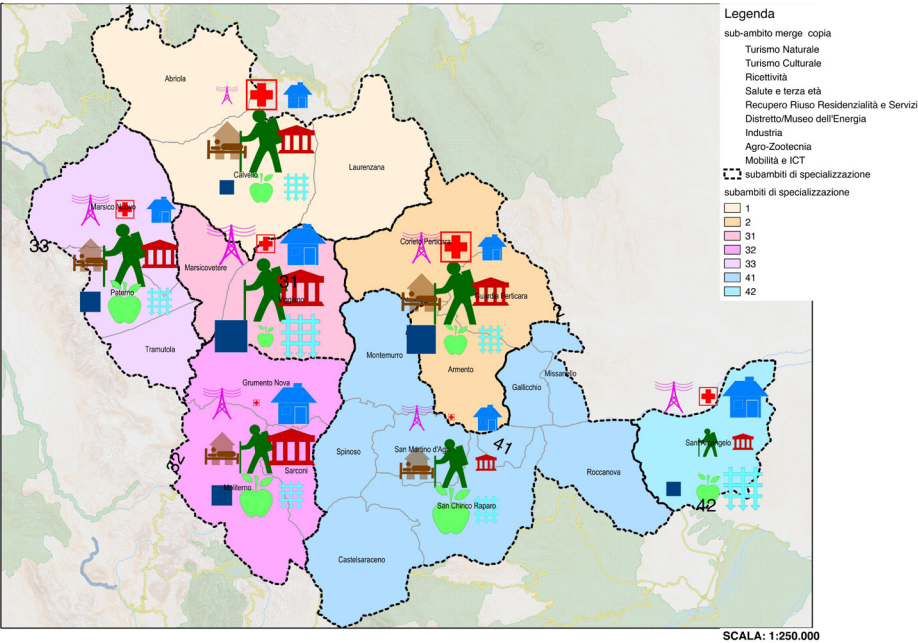 Legenda
sub-ambito merge copia
Turismo Naturale
Turismo Culturale
Ricettività
Salute e terza età
Recupero Riuso Residenzialità e Servizi
Distretto/Museo dell'Energia
Industria
Agro-Zootecnia
Mobilità e ICT
subambiti di specializzazione
subambiti di specializzazione
1
2
31
32
33
41
42
1
Abriola
Calvello
Laurenzana
Marsico Nuovo
33
Marsicovetere
31
Corleto Perticara
Guardia Perticara
Paterno
2
Tramutola
Montemurro
Armento
Missanello
Gallicchio
Grumento Nova
Spinoso
San Martino d'Agri
41
Sant'Arcangelo
32
Sarconi
Roccanova
Moliterno
San Chirico Raparo
42
Castelsaraceno
SCALA: 1:250.000